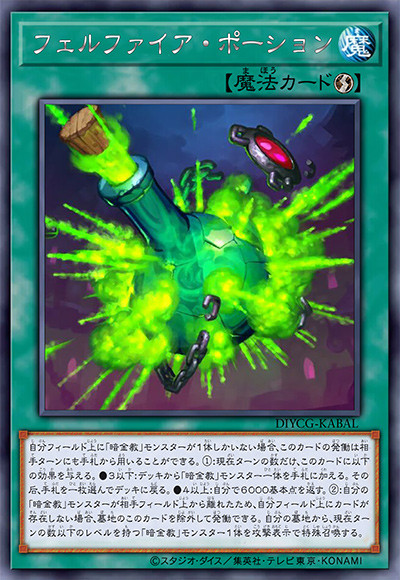 フェルファイア・ポーション
魔
【魔法カード】
DIYCG-KABAL
自分フィールド上に「暗金教」モンスターが1体しかいない場合、このカードの発動は相
手ターンにも手札から用いることができる。①:現在ターンの数だけ、このカードに以下
の効果を与える。●3以下:デッキから「暗金教」モンスター一体を手札に加える。その
后、手札を一枚選んでデッキに戻る。●4以上:自分で6000基本点を返す。②:自分の
「暗金教」モンスターが相手フィールド上から離れたため、自分フィールド上にカードが
存在しない場合、墓地のこのカードを除外して発動できる。自分の墓地から、現在ター
ンの数以下のレベルを持つ「暗金教」モンスター1体を攻撃表示で特殊召喚する。
©スタジオ・ダイス/集英社・テレビ東京・KONAMI